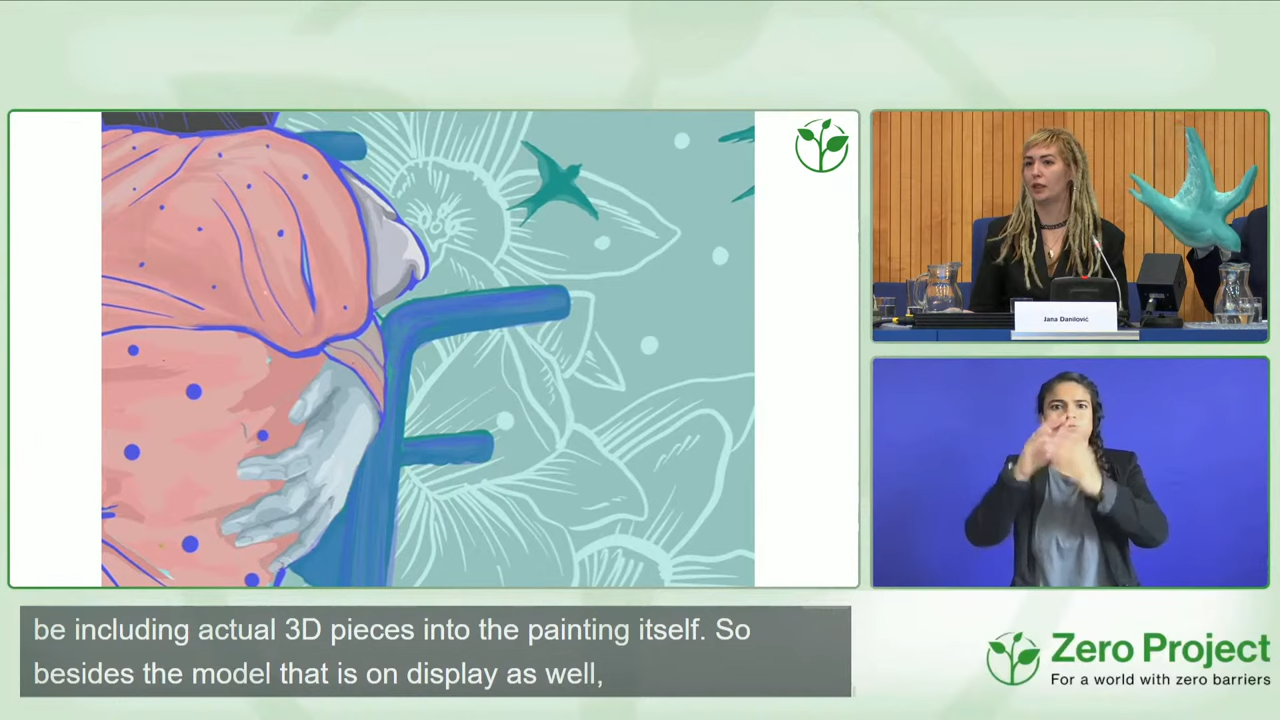 Jana Danilović
be including actual 3D pieces into the painting itself. So
besides the model that is on display as well,
Zero Project
For a world with zero barriers